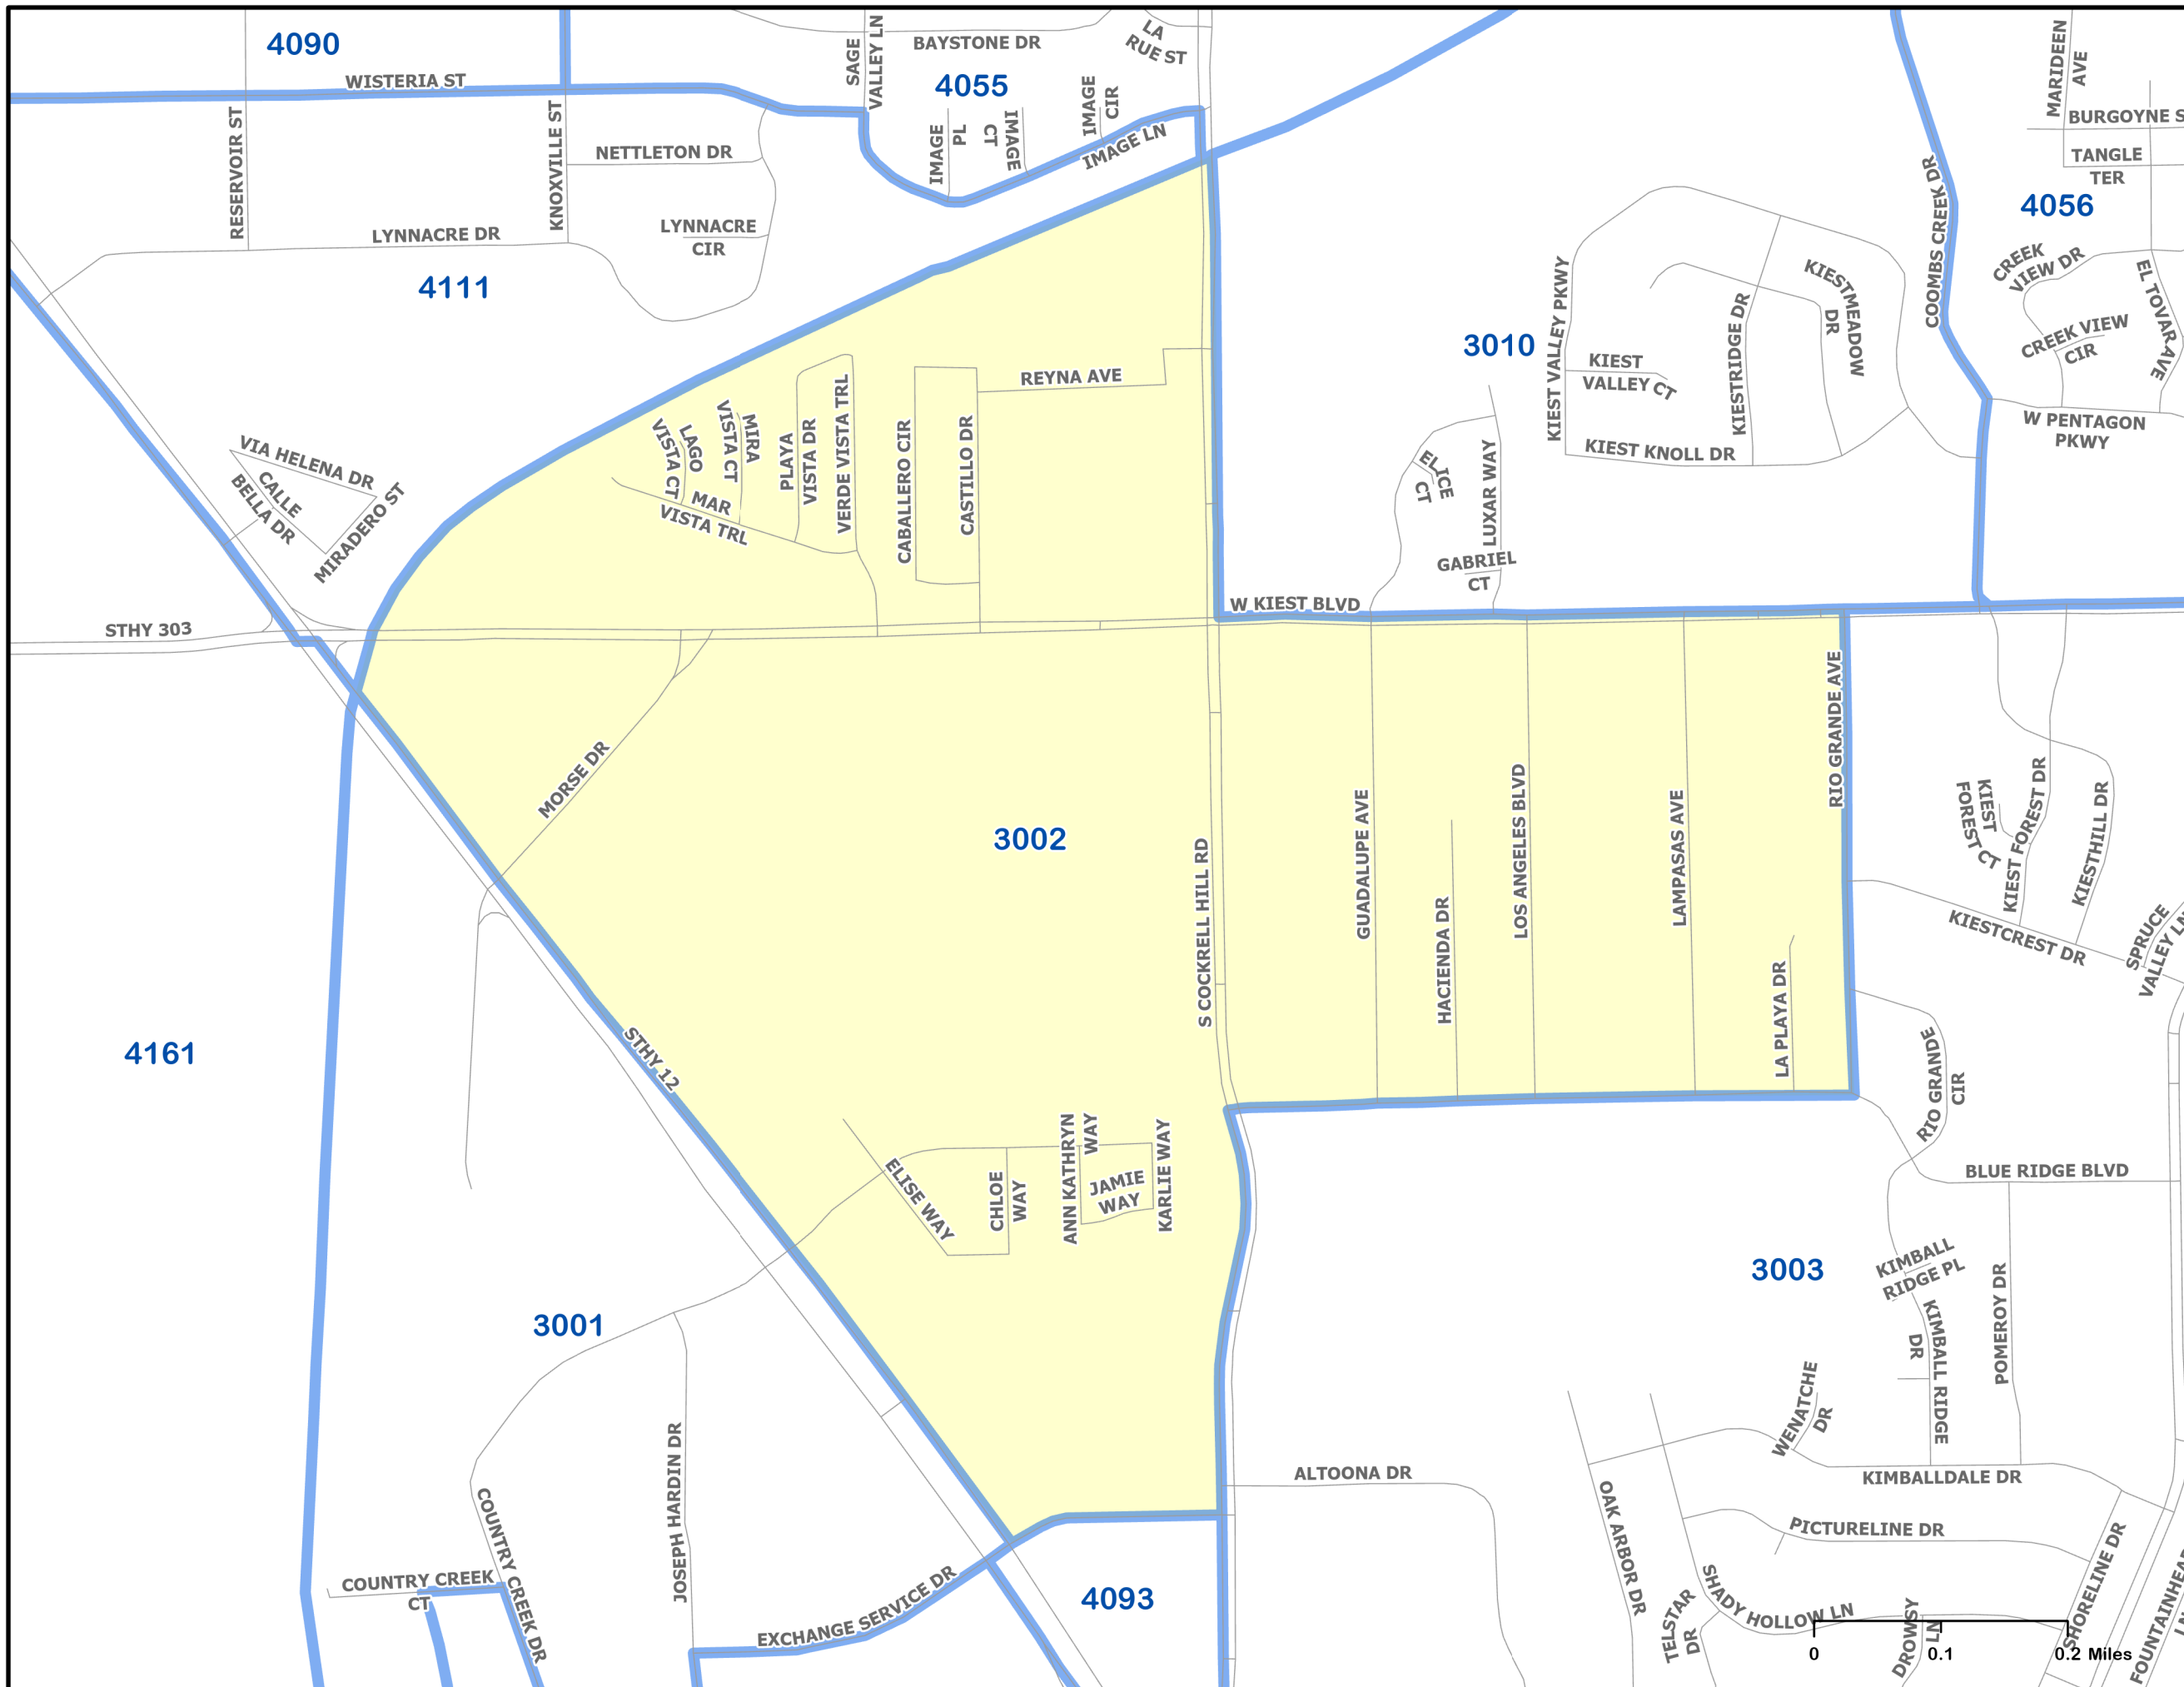 4090
WISTERIA ST
SAGE
VALLEY LN
BAYSTONE DR
LA
RUE ST
4055
MARIDEEN
AVE
BURGOYNE S
TANGLE
TER
4056
RESERVOIR ST
KNOXVILLE ST
NETTLETON DR
IMAGE
PL
IMAGE
CT
IMAGE
CIR
IMAGE LN
LYNNACRE DR
LYNNACRE
CIR
4111
COOMBS CREEK DR
CREEK
VIEW DR
CREEK VIEW
CIR
EL TOVAR AVE
W PENTAGON
PKWY
3010
KIEST VALLEY PKWY
KIEST
VALLEY CT
KIESTRIDGE DR
KIESTMEADOW
DR
KIEST KNOLL DR
REYNA AVE
LAGO
VISTA CT
MIRA
VISTA CT
PLAYA
VISTA DR
VERDE VISTA TRL
CABALLERO CIR
CASTILLO DR
MAR
VISTA TRL
VIA HELENA DR
CALLE
BELLA DR
MIRADERO ST
ELICE
CT
LUXAR WAY
GABRIEL
CT
W KIEST BLVD
STHY 303
MORSE DR
3002
S COCKRELL HILL RD
GUADALUPE AVE
HACIENDA DR
LOS ANGELES BLVD
LAMPASAS AVE
LA PLAYA DR
RIO GRANDE AVE
KIEST
FOREST CT
KIEST FOREST DR
KIESTHILL DR
KIESTCREST DR
SPRUCE
VALLEY LN
4161
STHY 12
RIO GRANDE
CIR
BLUE RIDGE BLVD
ELISE WAY
CHLOE
WAY
ANN KATHRYN
WAY
JAMIE
WAY
KARLIE WAY
3003
KIMBALL
RIDGE PL
KIMBALL RIDGE
DR
POMEROY DR
3001
WENATCHE
DR
KIMBALLDALE DR
PICTURELINE DR
ALTOONA DR
OAK ARBOR DR
JOSEPH HARDIN DR
COUNTRY CREEK DR
COUNTRY CREEK
CT
EXCHANGE SERVICE DR
4093
SHADY HOLLOW LN
TELSTAR
DR
DROWSY
LN
SHORELINE DR
FOUNTAINHEAD
LN
0 0.1 0.2 Miles